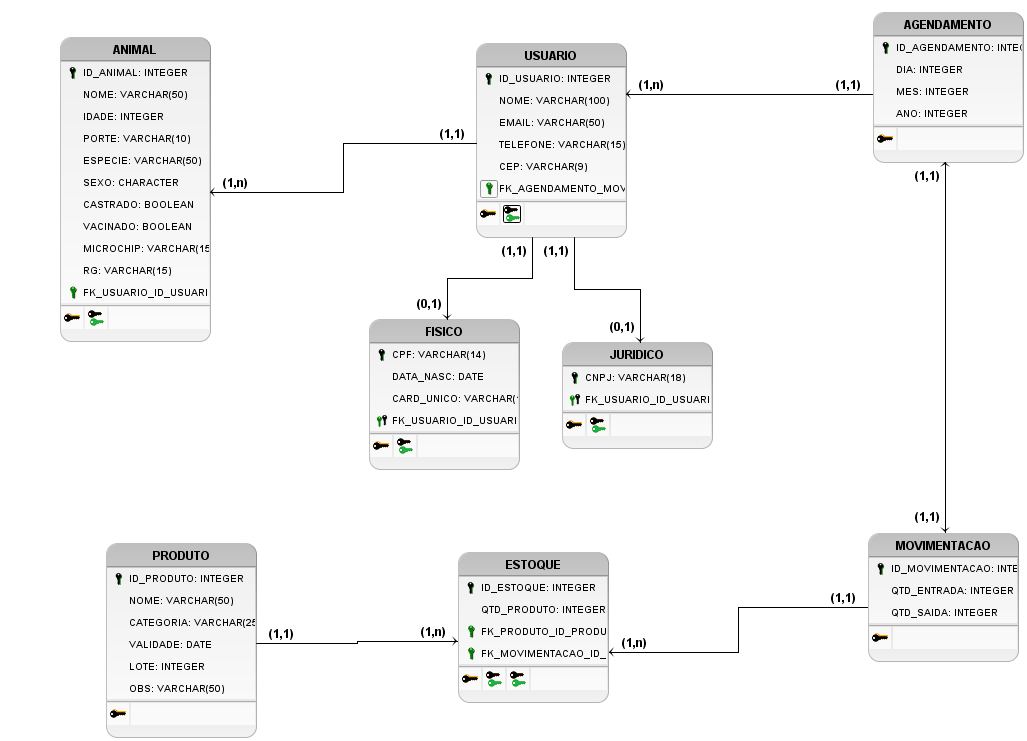 ANIMAL
ID_ANIMAL: INTEGER
NOME: VARCHAR(50)
IDADE: INTEGER
PORTE: VARCHAR(10)
ESPECIE: VARCHAR(50)
SEXO: CHARACTER
CASTRADO: BOOLEAN
VACINADO: BOOLEAN
MICROCHIP: VARCHAR(15
RG: VARCHAR(15)
FK_USUARIO_ID_USUARI
(1,n)
(1,1)
USUARIO
ID_USUARIO: INTEGER
NOME: VARCHAR(100)
EMAIL: VARCHAR(50)
TELEFONE: VARCHAR(15)
CEP: VARCHAR(9)
FK_AGENDAMENTO_MOV
(1,n)
(1,1)
AGENDAMENTO
ID_AGENDAMENTO: INTEG
DIA: INTEGER
MES: INTEGER
ANO: INTEGER
(1,1)
(1,1)
(1,1)
(0,1)
(0,1)
FISICO
CPF: VARCHAR(14)
DATA_NASC: DATE
CARD_UNICO: VARCHAR(
FK_USUARIO_ID_USUARI
JURIDICO
CNPJ: VARCHAR(18)
FK_USUARIO_ID_USUARI
(1,1)
PRODUTO
ID_PRODUTO: INTEGER
NOME: VARCHAR(50)
CATEGORIA: VARCHAR(25
VALIDADE: DATE
LOTE: INTEGER
OBS: VARCHAR(50)
(1,1)
(1,n)
ESTOQUE
ID_ESTOQUE: INTEGER
QTD_PRODUTO: INTEGER
FK_PRODUTO_ID_PRODU
FK_MOVIMENTACAO_ID_
(1,n)
(1,1)
MOVIMENTACAO
ID_MOVIMENTACAO: INTE
QTD_ENTRADA: INTEGER
QTD_SAIDA: INTEGER